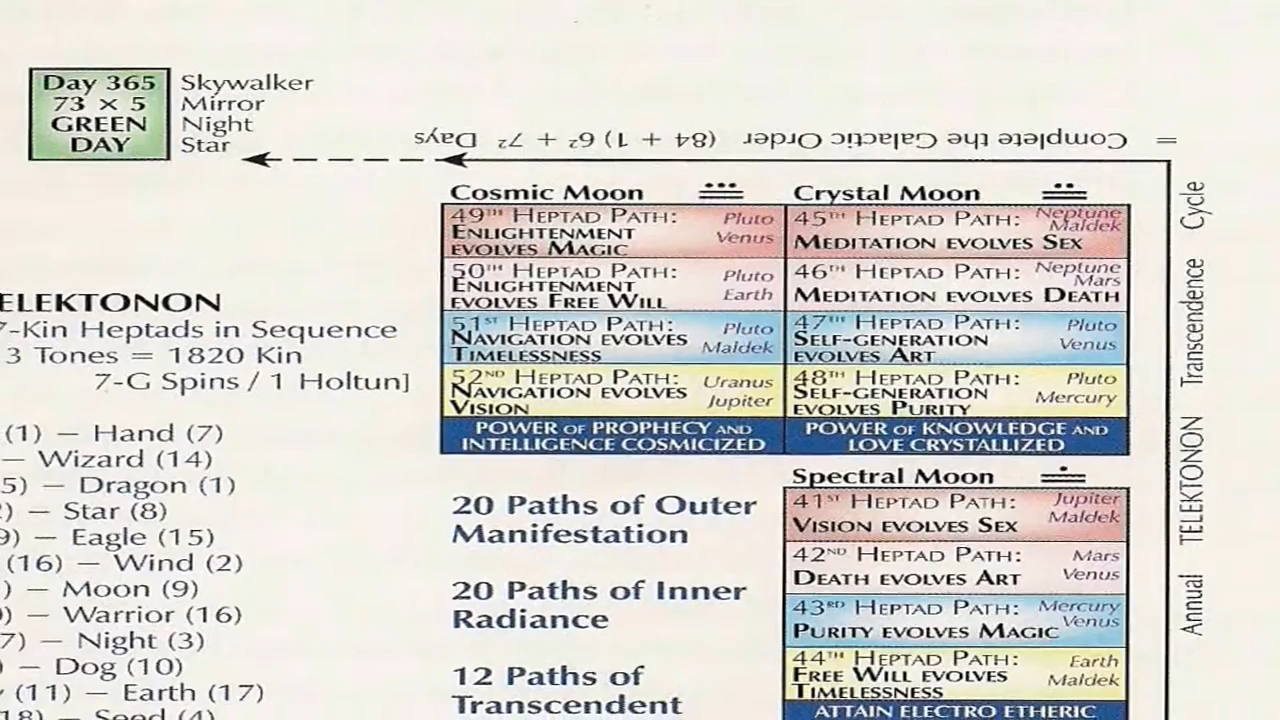 Day 365
73 × 5
GREEN
DAY
Skywalker
Mirror
Night
Star
= Complete the Galactic Order (84 + 1) 6² + 7² Days
Annual TELEKTONON Transcendence Cycle
Cosmic Moon
49TH HEPTAD PATH:
ENLIGHTENMENT
EVOLVES MAGIC
Pluto
Venus
50TH HEPTAD PATH:
ENLIGHTENMENT
EVOLVES FREE WILL
Pluto
Earth
51ST HEPTAD PATH:
NAVIGATION EVOLVES
TIMELESSNESS
Pluto
Maldek
52ND HEPTAD PATH:
NAVIGATION EVOLVES
VISION
Uranus
Jupiter
POWER OF PROPHECY AND
INTELLIGENCE COSMICIZED
Crystal Moon
45TH HEPTAD PATH:
MEDITATION EVOLVES SEX
Neptune
Maldek
46TH HEPTAD PATH:
MEDITATION EVOLVES DEATH
Neptune
Mars
47TH HEPTAD PATH:
SELF-GENERATION
EVOLVES ART
Pluto
Venus
48TH HEPTAD PATH:
SELF-GENERATION
EVOLVES PURITY
Pluto
Mercury
POWER OF KNOWLEDGE AND
LOVE CRYSTALLIZED
Spectral Moon
41ST HEPTAD PATH:
VISION EVOLVES SEX
Jupiter
Maldek
42ND HEPTAD PATH:
DEATH EVOLVES ART
Mars
Venus
43RD HEPTAD PATH:
PURITY EVOLVES MAGIC
Mercury
Venus
44TH HEPTAD PATH:
FREE WILL EVOLVES
TIMELESSNESS
Earth
Maldek
ATTAIN ELECTRO ETHERIC
ELEKTONON
7-Kin Heptads in Sequence
3 Tones = 1820 Kin
7-G Spins / 1 Holtun]
(1) — Hand (7)
— Wizard (14)
5) — Dragon (1)
) — Star (8)
9) — Eagle (15)
(16) — Wind (2)
) — Moon (9)
) — Warrior (16)
7) — Night (3)
) — Dog (10)
(11) — Earth (17)
18) — Seed (4)
20 Paths of Outer
Manifestation
20 Paths of Inner
Radiance
12 Paths of
Transcendent